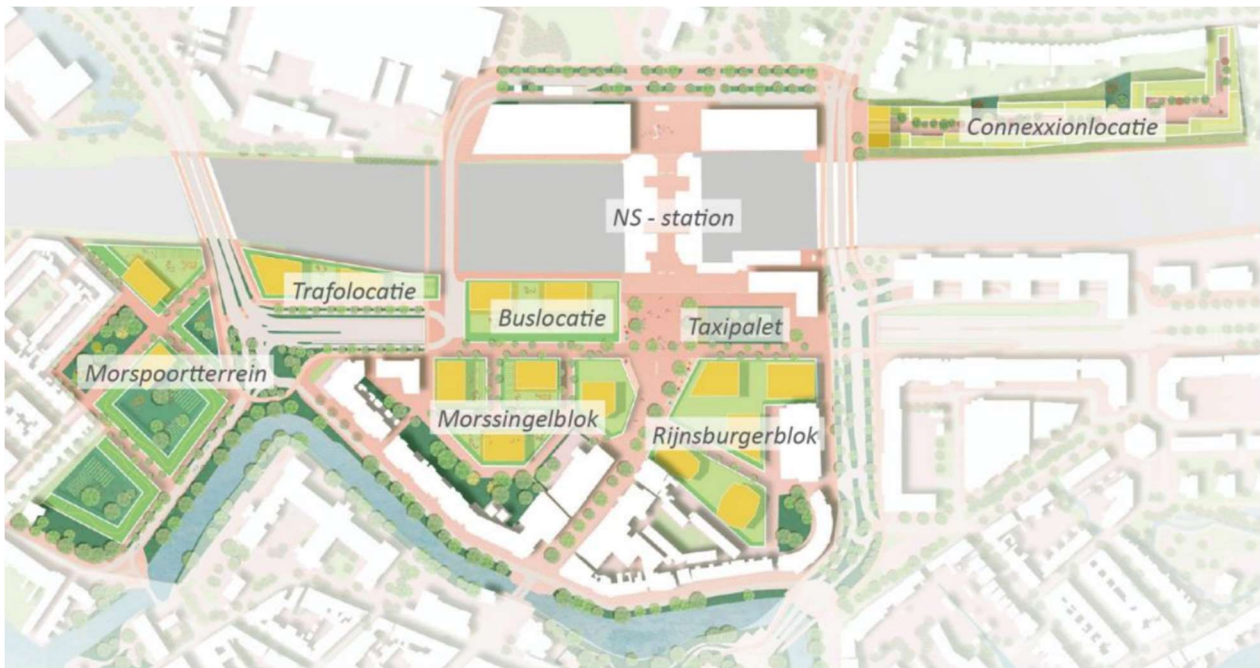 Connexxionlocatie
NS - station
Trafolocatie
Buslocatie
Taxipalet
Morspoortterrein
Morssingelblok
Rijnsburgerblok